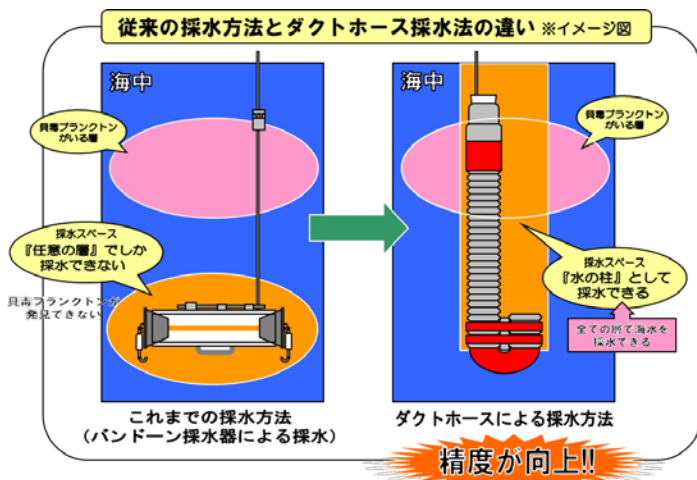 従来の採水方法とダクトホース採水法の違い ※イメージ図
海中
貝毒プランクトン
がいる層
採水スペース
『任意の層』でしか
採水できない
貝毒プランクトンが
発見できない
これまでの採水方法
(バンドーン採水器による採水)
海中
貝毒プランクトン
がいる層
採水スペース
『水の柱』として
採水できる
全ての層で海水を
採水できる
ダクトホースによる採水方法
精度が向上!!